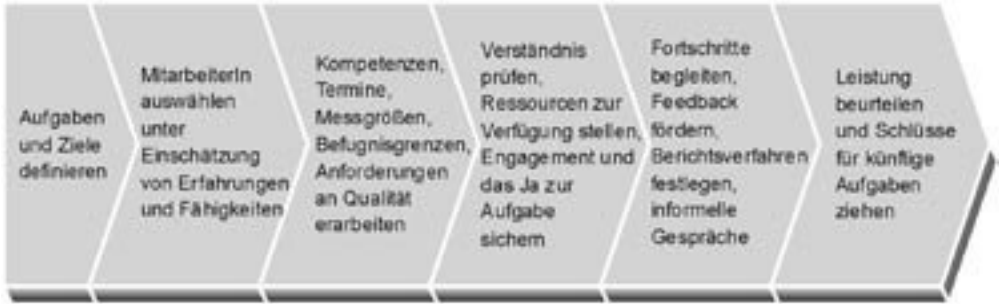 Aufgaben
und Ziele
definieren
MitarbeiterIn
auswählen
unter
Einschätzung
von Erfahrungen
und Fähigkeiten
Kompetenzen,
Termine,
Messgrößen,
Befugnisgrenzen,
Anforderungen
an Qualität
erarbeiten
Verständnis
prüfen,
Ressourcen zur
Verfügung stellen,
Engagement und
das Ja zur
Aufgabe
sichern
Fortschritte
begleiten,
Feedback
fördern,
Berichtsverfahren
festlegen,
informelle
Gespräche
Leistung
beurteilen
und Schlüsse
für künftige
Aufgaben
ziehen